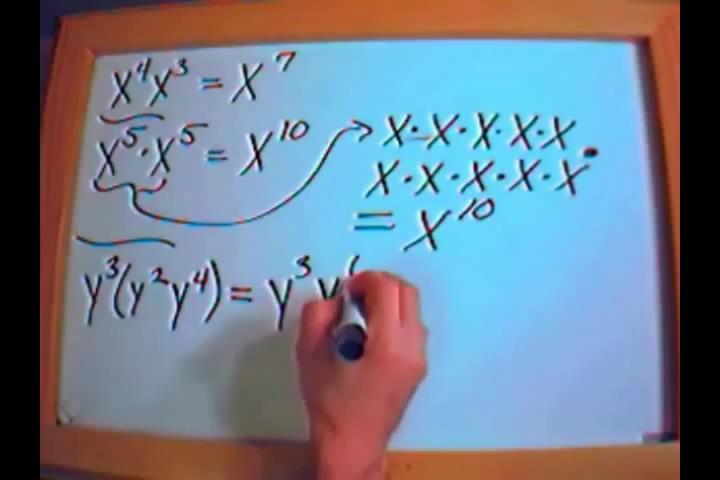 x⁴x³ = x⁷
x⁵·x⁵ = x¹⁰
x·x·x·x·x·
x·x·x·x·x
= x¹⁰
y³(y²y⁴) = y³y